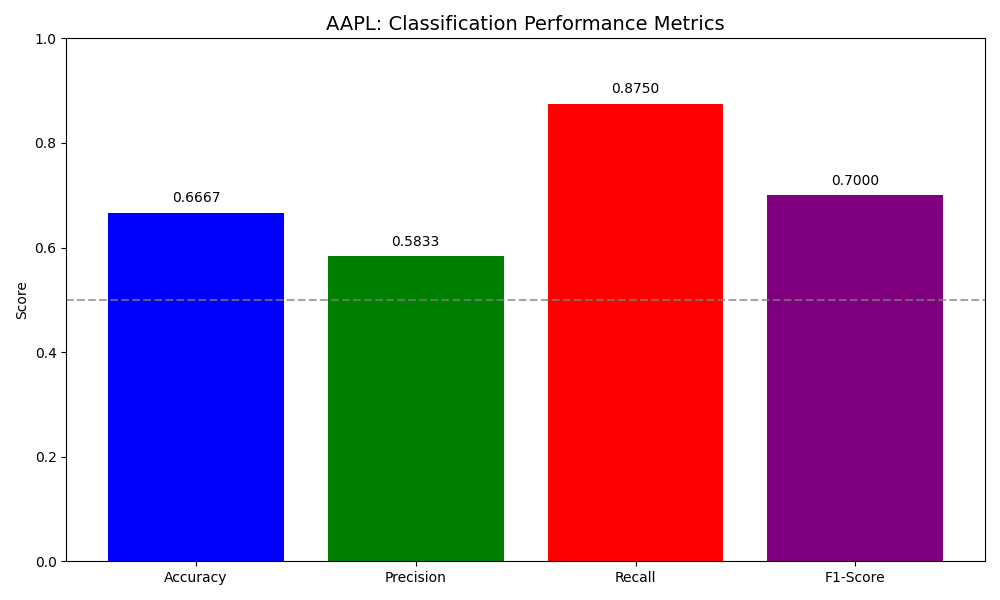 AAPL: Classification Performance Metrics
1.0
0.8
0.6
0.4
0.2
0.0
Score
0.6667
0.5833
0.8750
0.7000
Accuracy
Precision
Recall
F1-Score